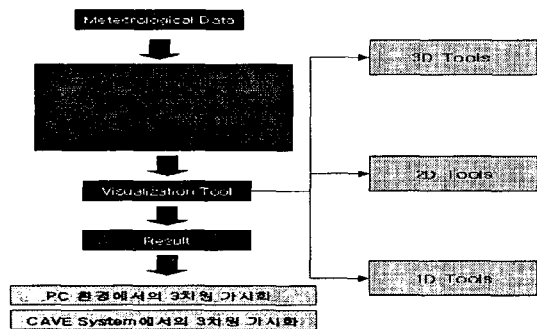 Meteorological Data
3D Tools
Visualization Tool
2D Tools
Result
1D Tools
PC 환경에서의 3차원 가시화
CAVE System에서의 3차원 가시화